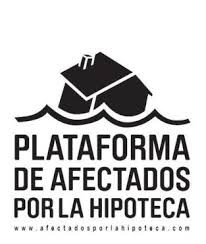 PLATAFORMA
DE AFECTADOS
POR LA HIPOTECA
www.afectadosporlahipoteca.com